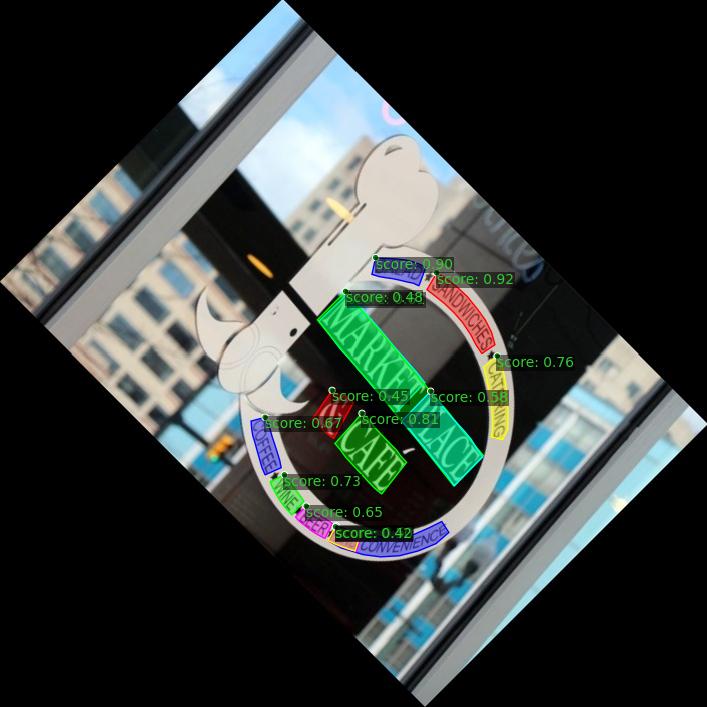 score: 0.90
SANDWICHES
score: 0.92
score: 0.48
MARKETPLACE
score: 0.76
CATERING
score: 0.58
score: 0.45
&
score: 0.81
CAFE
COFFEE
score: 0.67
WINE
score: 0.73
BEER
score: 0.65
score: 0.42
CONVENIENCE